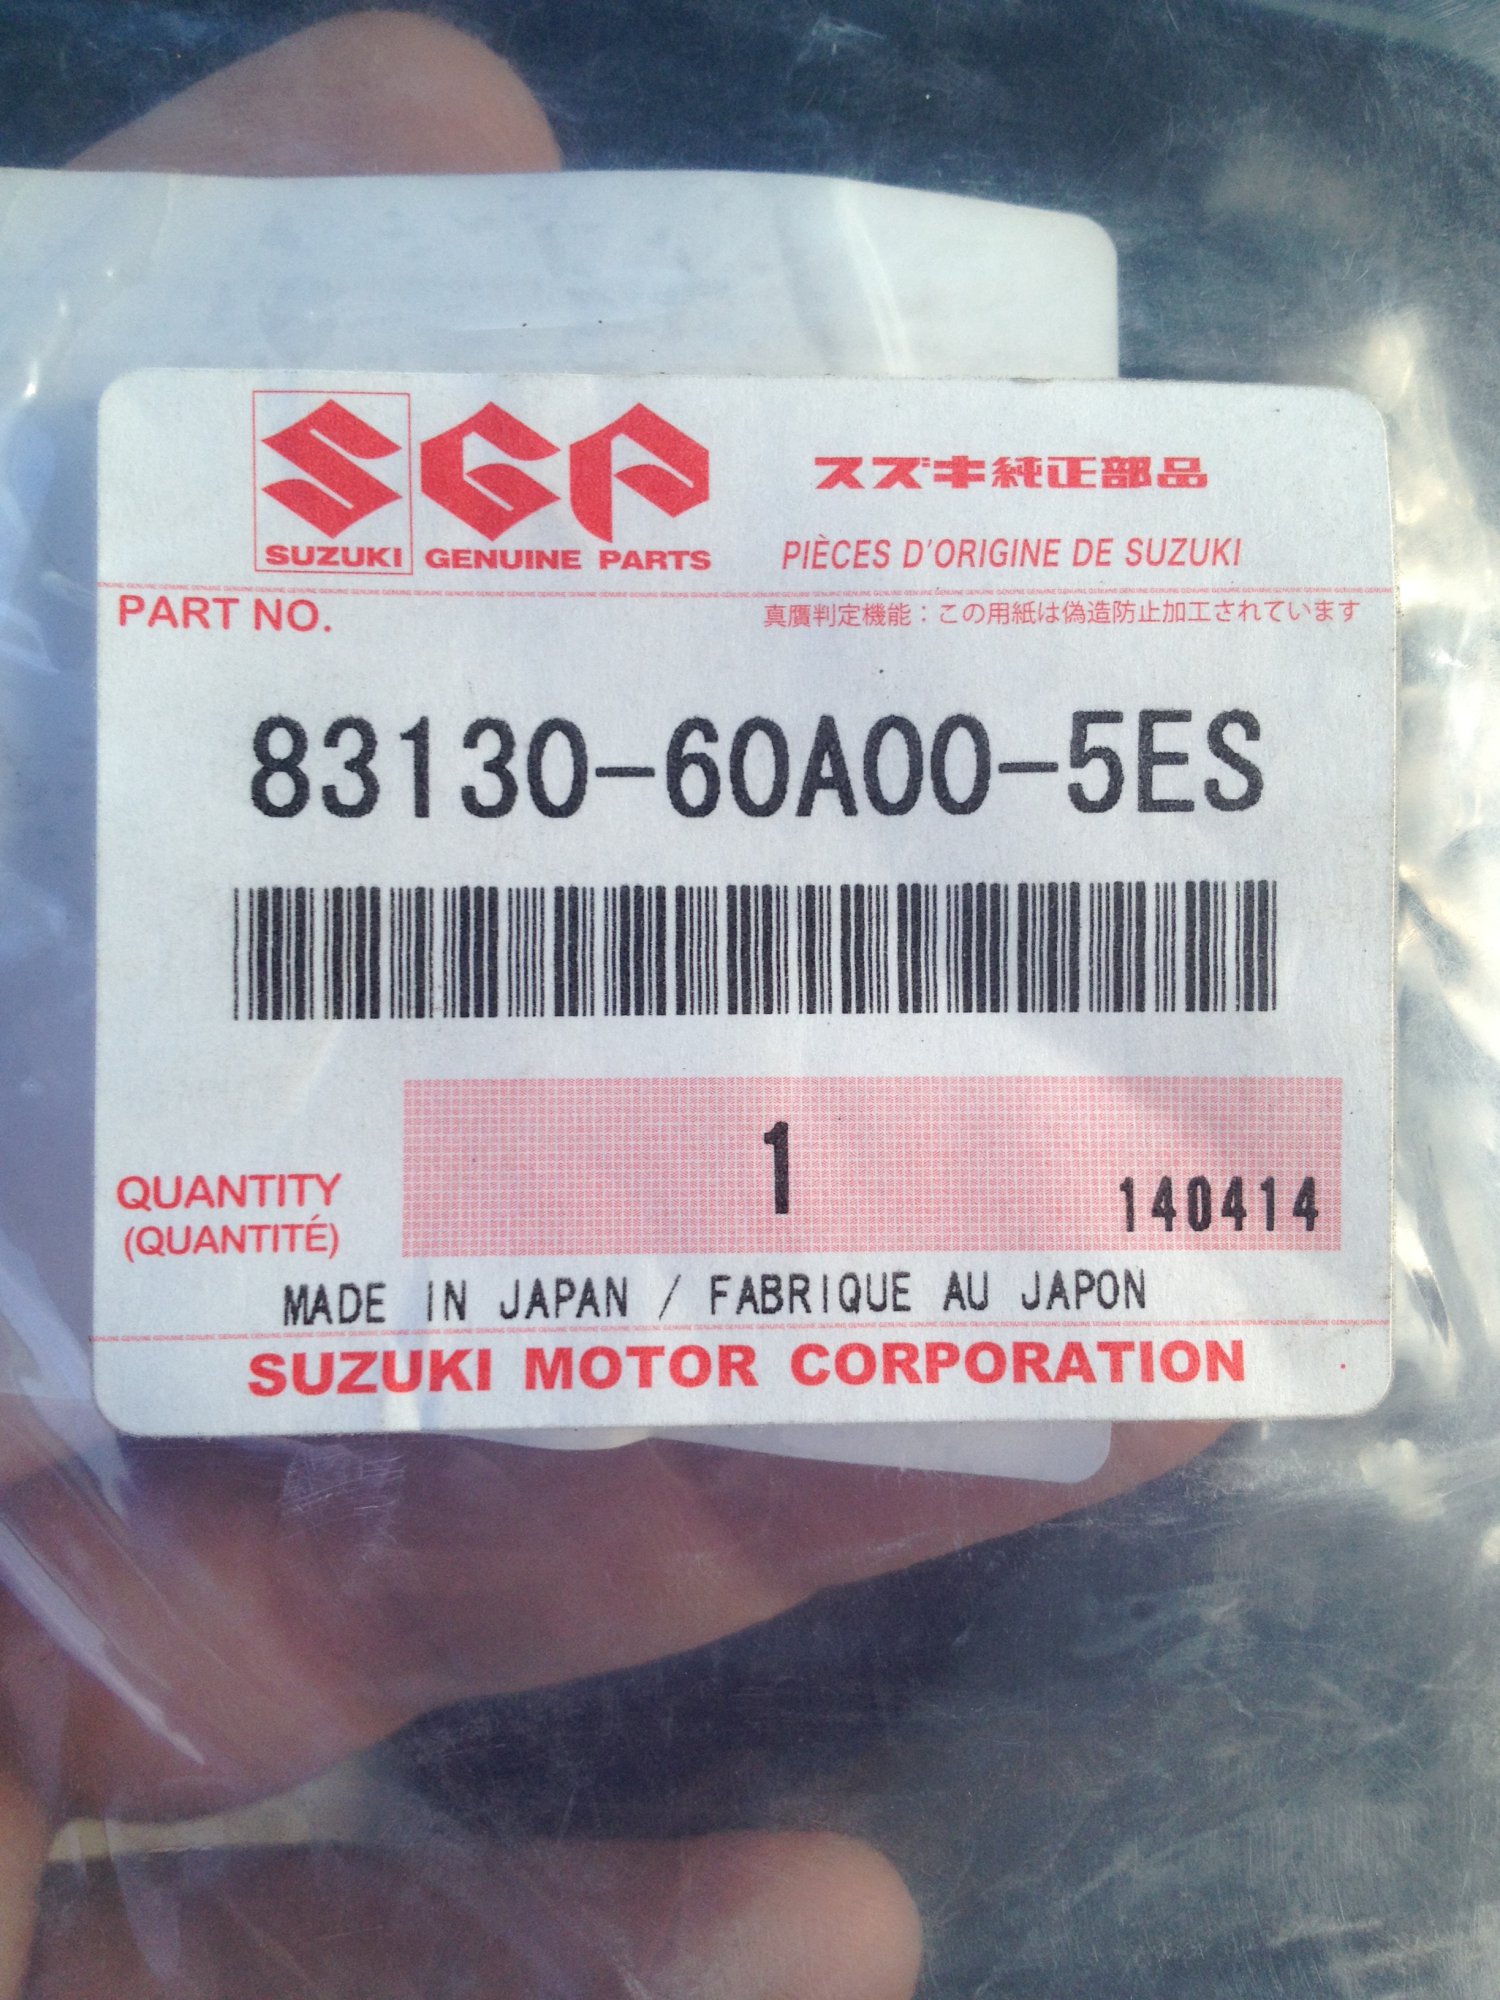 SUZUKI
GENUINE PARTS
スズキ純正部品
PIÈCES D'ORIGINE DE SUZUKI
PART NO.
真贋判定機能：この用紙は偽造防止加工されています
83130-60A00-5ES
QUANTITY
(QUANTITÉ)
1
140414
MADE IN JAPAN / FABRIQUE AU JAPON
SUZUKI MOTOR CORPORATION